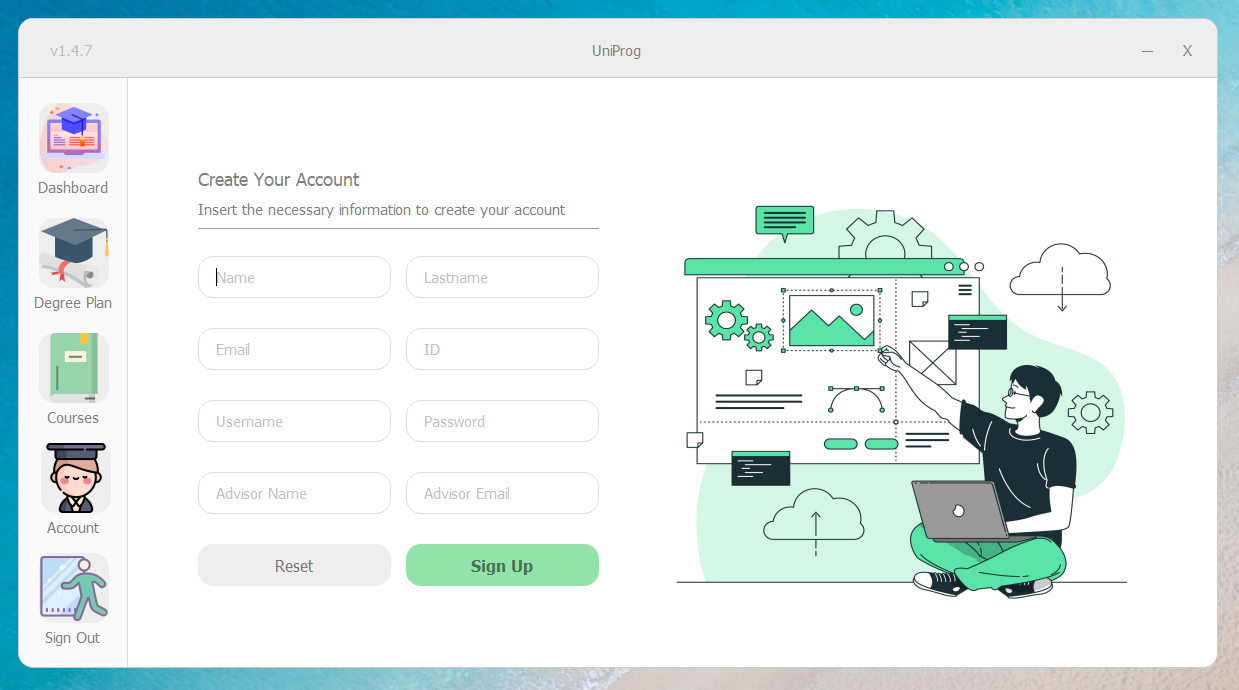 v1.4.7
UniProg
— X
Dashboard
Degree Plan
Courses
Account
Sign Out
Create Your Account
Insert the necessary information to create your account
Name
Lastname
Email
ID
Username
Password
Advisor Name
Advisor Email
Reset
Sign Up